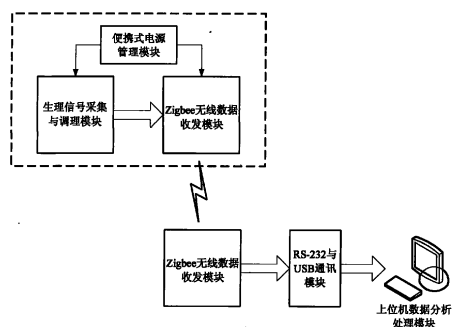 便携式电源
管理模块
生理信号采集
与调理模块
Zigbee无线数据
收发模块
Zigbee无线数据
收发模块
RS-232与
USB通讯
模块
上位机数据分析
处理模块